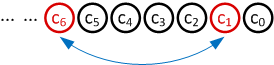 ... ... c₆ c₅ c₄ c₃ c₂ c₁ c₀